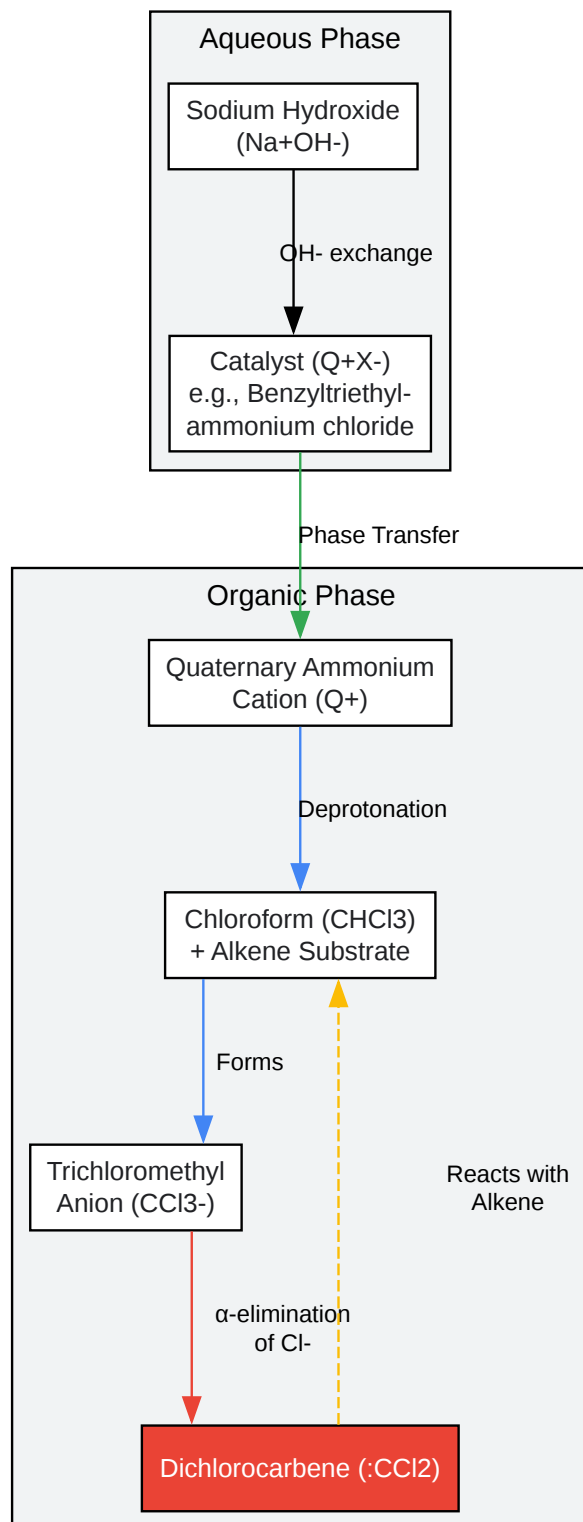 Aqueous Phase
Sodium Hydroxide
(Na+OH-)
OH- exchange
Catalyst (Q+X-)
e.g., Benzyltriethyl-
ammonium chloride
Phase Transfer
Organic Phase
Quaternary Ammonium
Cation (Q+)
Deprotonation
Chloroform (CHCl3)
+ Alkene Substrate
Forms
Trichloromethyl
Anion (CCl3-)
Reacts with
Alkene
α-elimination
of Cl-
Dichlorocarbene (:CCl2)